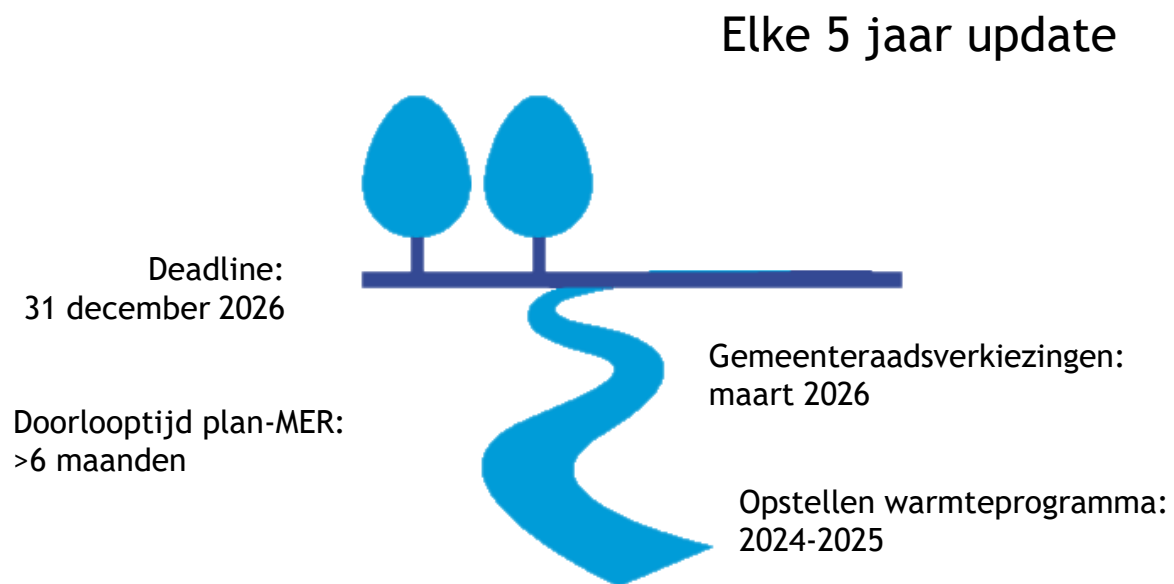 Elke 5 jaar update
Deadline:
31 december 2026
Gemeenteraadsverkiezingen:
maart 2026
Doorlooptijd plan-MER:
>6 maanden
Opstellen warmteprogramma:
2024-2025